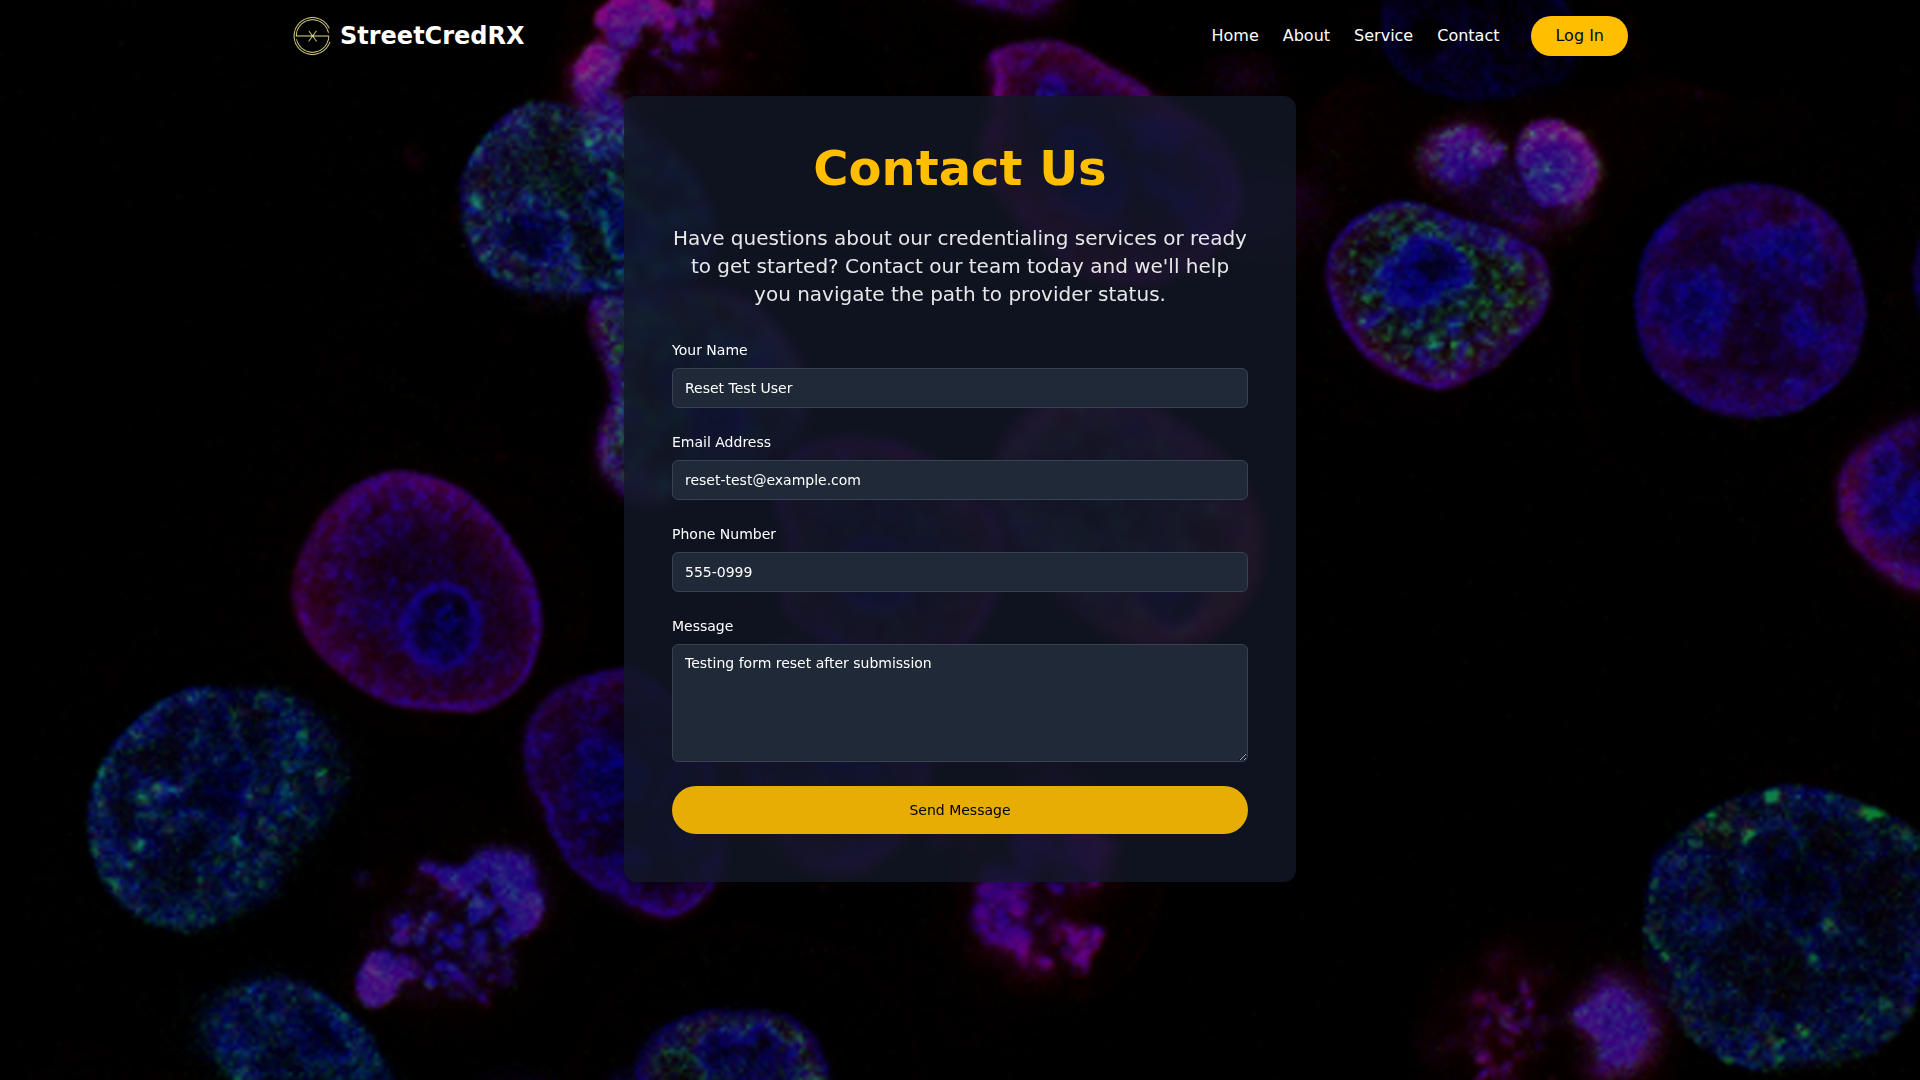 StreetCredRX
Home
About
Service
Contact
Log In
Contact Us
Have questions about our credentialing services or ready
to get started? Contact our team today and we'll help
you navigate the path to provider status.
Your Name
Reset Test User
Email Address
reset-test@example.com
Phone Number
555-0999
Message
Testing form reset after submission
Send Message